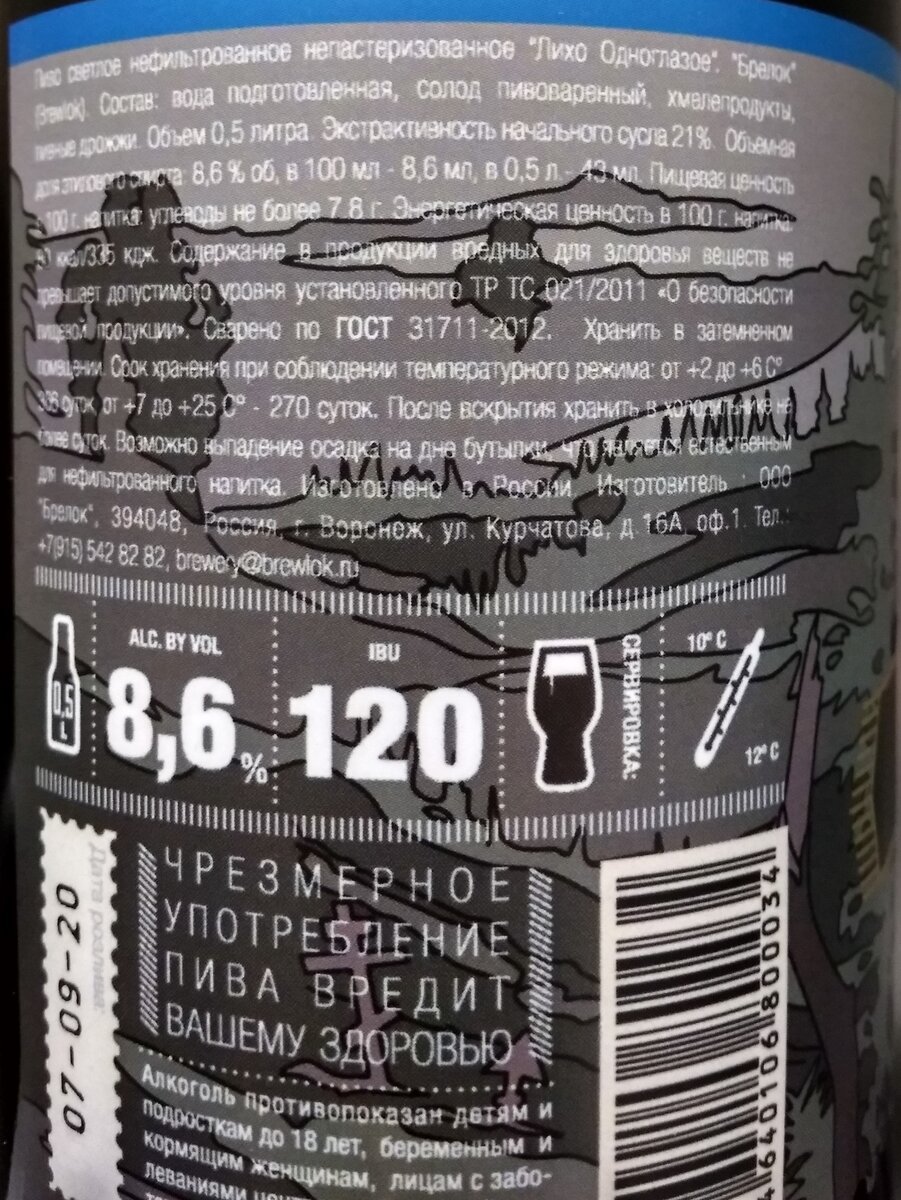 Пиво светлое нефильтрованное непастеризованное "Лихо Одноглазое". "Брелок"
(Brewlok). Состав: вода подготовленная, солод пивоваренный, хмелепродукты,
пивные дрожжи. Объем 0,5 литра. Экстрактивность начального сусла 21%. Объемная
доля этилового спирта: 8,6 % об, в 100 мл - 8,6 мл, в 0,5 л - 43 мл. Пищевая ценность
в 100 г. напитка: углеводы не более 7.8 г. Энергетическая ценность в 100 г. напитка:
ккал/335 кдж. Содержание в продукции вредных для здоровья веществ не
превышает допустимого уровня установленного ТР ТС 021/2011 «О безопасности
пищевой продукции». Сварено по ГОСТ 31711-2012. Хранить в затемненном
помещении. Срок хранения при соблюдении температурного режима: от +2 до +6 С°
суток, от +7 до +25 С° - 270 суток. После вскрытия хранить в холодильнике не
более суток. Возможно выпадение осадка на дне бутылки, что является естественным
для нефильтрованного напитка. Изготовлено в России. Изготовитель : ООО
"Брелок", 394048, Россия, г. Воронеж, ул. Курчатова, д 16А, оф.1. Тел.:
+7(915) 542 82 82, brewery@brewlok.ru
0,5 L
ALC. BY VOL
8,6 %
IBU
120
СЕРВИРОВКА:
10° C
12° C
ЧРЕЗМЕРНОЕ
УПОТРЕБЛЕНИЕ
ПИВА ВРЕДИТ
ВАШЕМУ ЗДОРОВЬЮ
Дата розлива:
07-09-20
Алкоголь противопоказан детям и
подросткам до 18 лет, беременным и
кормящим женщинам, лицам с забо-
леваниями
640106800034